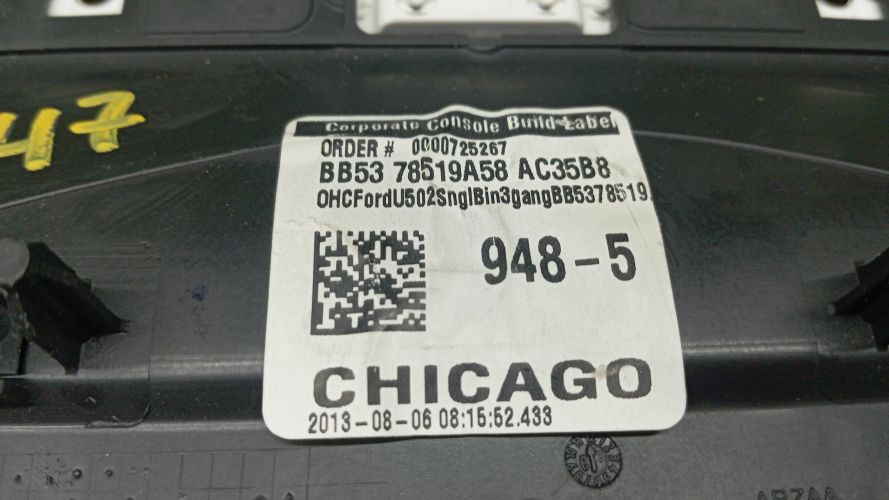 47
Corporate Console Build Label
ORDER # 0000725267
BB53 78519A58 AC35B8
OHCFordU502SnglBin3gangBB5378519
948-5
CHICAGO
2013-08-06 08:15:52.433